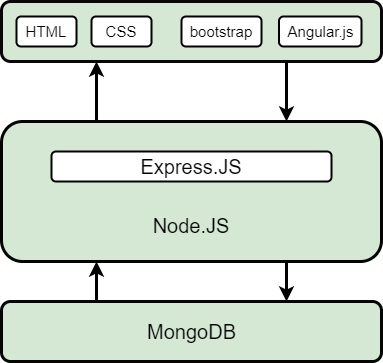 HTML CSS bootstrap Angular.js
Express.JS
Node.JS
MongoDB